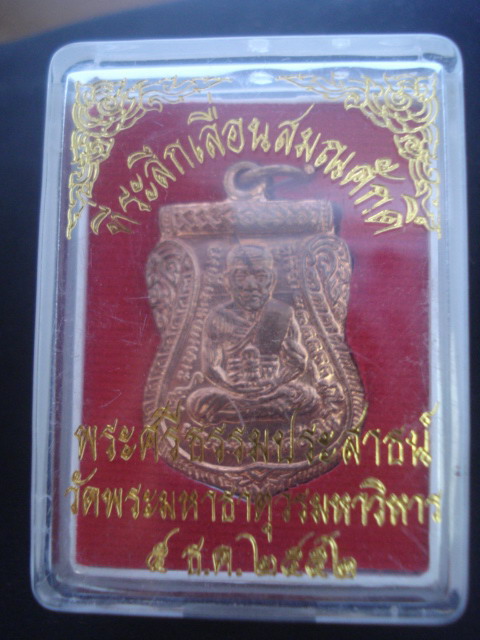 ที่ระลึกเลื่อนสมณศักดิ์
พระศรีธรรมประสาธน์
วัดพระมหาธาตุวรมหาวิหาร
๕ ธ.ค. ๒๕๕๒